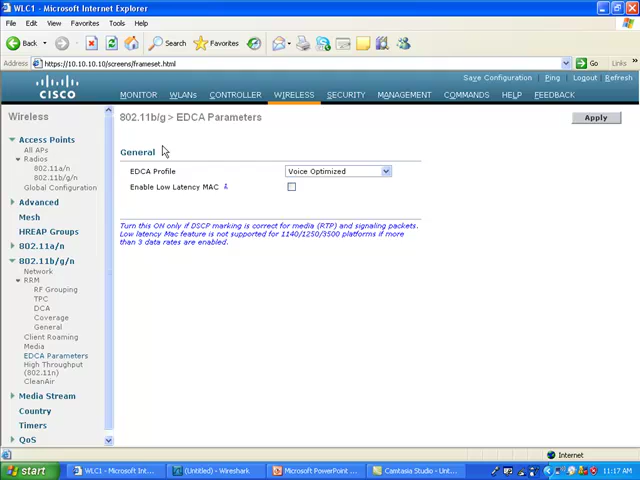 WLC1 - Microsoft Internet Explorer
File Edit View Favorites Tools Help
Back Search Favorites
Address https://10.10.10.10/screens/frameset.html Go Links »
Save Configuration Ping Logout Refresh
CISCO
MONITOR WLANs CONTROLLER WIRELESS SECURITY MANAGEMENT COMMANDS HELP FEEDBACK
Wireless
802.11b/g > EDCA Parameters
Apply
Access Points
All APs
Radios
802.11a/n
802.11b/g/n
Global Configuration
Advanced
Mesh
HREAP Groups
802.11a/n
802.11b/g/n
Network
RRM
RF Grouping
TPC
DCA
Coverage
General
Client Roaming
Media
EDCA Parameters
High Throughput
(802.11n)
CleanAir
Media Stream
Country
Timers
QoS
General
EDCA Profile Voice Optimized
Enable Low Latency MAC
Turn this ON only if DSCP marking is correct for media (RTP) and signaling packets.
Low latency Mac feature is not supported for 1140/1250/3500 platforms if more
than 3 data rates are enabled.
Internet
start WLC1 - Microsoft Int... (Untitled) - Wireshark Microsoft PowerPoint ... Camtasia Studio - Unt... 11:17 AM